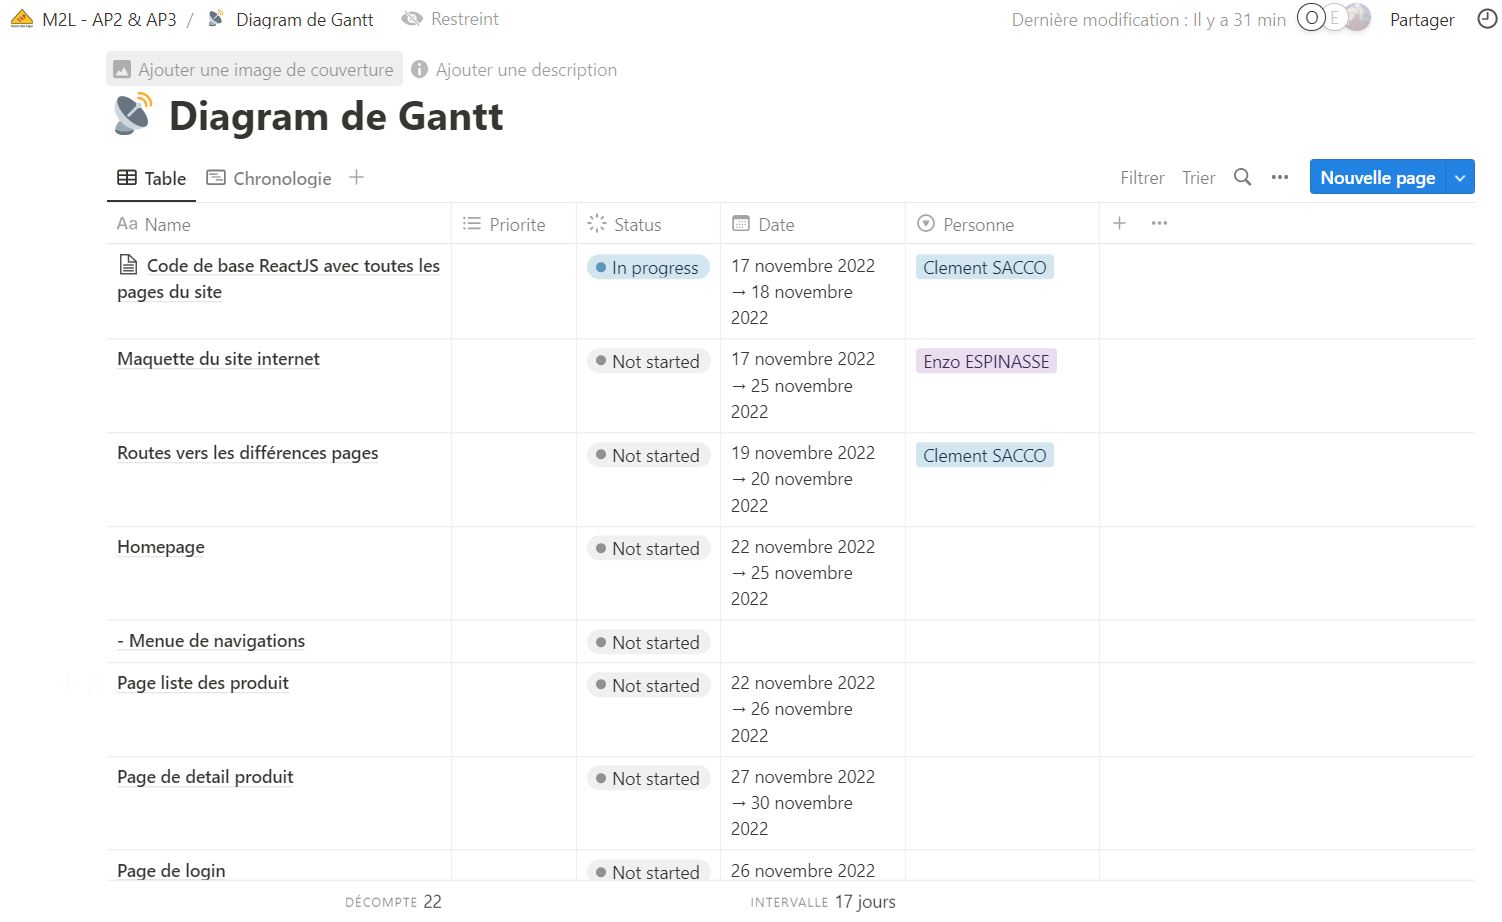 M2L - AP2 & AP3 / Diagram de Gantt Restreint Dernière modification : Il y a 31 min O E Partager
Ajouter une image de couverture Ajouter une description
Diagram de Gantt
Table Chronologie + Filtrer Trier ••• Nouvelle page
Aa Name Priorite Status Date Personne + •••
Code de base ReactJS avec toutes les
pages du site
In progress
17 novembre 2022
→ 18 novembre
2022
Clement SACCO
Maquette du site internet
Not started
17 novembre 2022
→ 25 novembre
2022
Enzo ESPINASSE
Routes vers les différences pages
Not started
19 novembre 2022
→ 20 novembre
2022
Clement SACCO
Homepage
Not started
22 novembre 2022
→ 25 novembre
2022
- Menue de navigations
Not started
Page liste des produit
Not started
22 novembre 2022
→ 26 novembre
2022
Page de detail produit
Not started
27 novembre 2022
→ 30 novembre
2022
Page de login
Not started
26 novembre 2022
DÉCOMPTE 22 INTERVALLE 17 jours